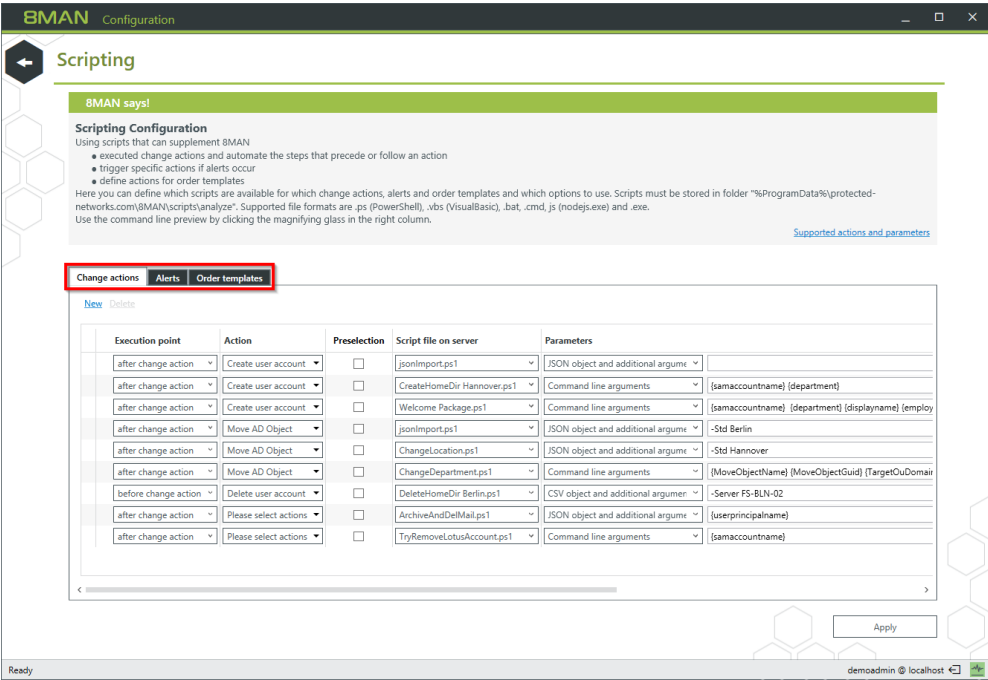 8MAN Configuration
Scripting
8MAN says!
Scripting Configuration
Using scripts that can supplement 8MAN
● executed change actions and automate the steps that precede or follow an action
● trigger specific actions if alerts occur
● define actions for order templates
Here you can define which scripts are available for which change actions, alerts and order templates and which options to use. Scripts must be stored in folder "%ProgramData%\protected-
networks.com\8MAN\scripts\analyze". Supported file formats are .ps (PowerShell), .vbs (VisualBasic), .bat, .cmd, js (nodejs.exe) and .exe.
Use the command line preview by clicking the magnifying glass in the right column.
Supported actions and parameters
Change actions Alerts Order templates
New Delete
Execution point Action Preselection Script file on server Parameters
after change action Create user account jsonImport.ps1 JSON object and additional argume
after change action Create user account CreateHomeDir Hannover.ps1 Command line arguments {samaccountname} {department}
after change action Create user account Welcome Package.ps1 Command line arguments {samaccountname} {department} {displayname} {employ
after change action Move AD Object jsonImport.ps1 JSON object and additional argume -Std Berlin
after change action Move AD Object ChangeLocation.ps1 JSON object and additional argume -Std Hannover
after change action Move AD Object ChangeDepartment.ps1 Command line arguments {MoveObjectName} {MoveObjectGuid} {TargetOuDomain
before change action Delete user account DeleteHomeDir Berlin.ps1 CSV object and additional argumen -Server FS-BLN-02
after change action Please select actions ArchiveAndDelMail.ps1 JSON object and additional argume {userprincipalname}
after change action Please select actions TryRemoveLotusAccount.ps1 Command line arguments {samaccountname}
Apply
Ready demoadmin @ localhost